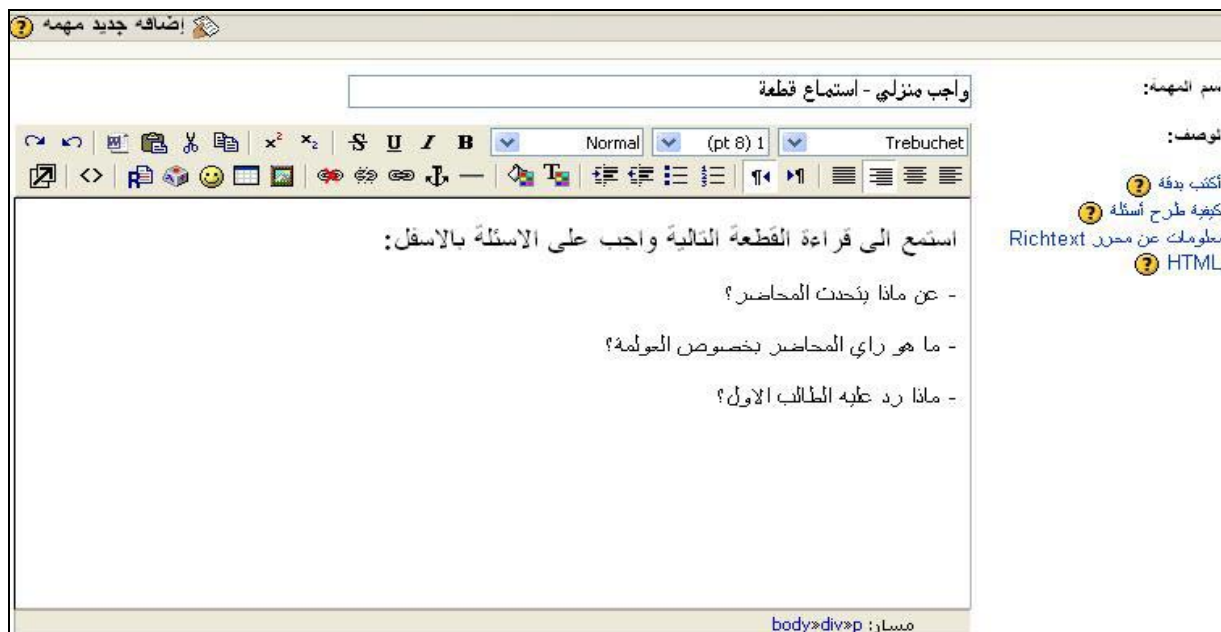 إضافه جديد مهمه
سم المهمة:
واجب منزلي - استماع قطعة
لوصف:
Trebuchet
1 (8 pt)
Normal
أكتب بدقة
كيفية طرح أسئلة
معلومات عن محرر Richtext
HTML
استمع الى قراءة القطعة التالية واجب على الاسئلة بالاسفل:
- عن ماذا يتحدث المحاضر؟
- ما هو راي المحاضر بخصوص العولمة؟
- ماذا رد عليه الطالب الاول؟
مسار: body»div»p